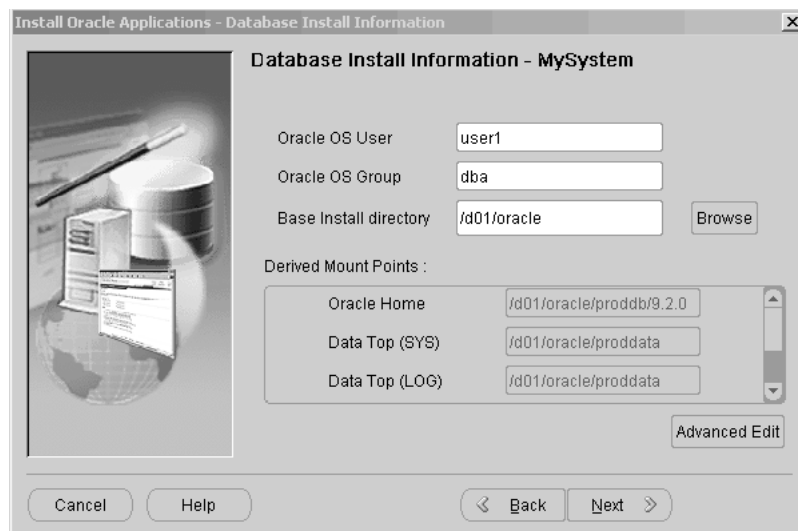 Install Oracle Applications - Database Install Information
Database Install Information - MySystem
Oracle OS User user1
Oracle OS Group dba
Base Install directory /d01/oracle Browse
Derived Mount Points :
Oracle Home /d01/oracle/proddb/9.2.0
Data Top (SYS) /d01/oracle/proddata
Data Top (LOG) /d01/oracle/proddata
Advanced Edit
Cancel Help Back Next